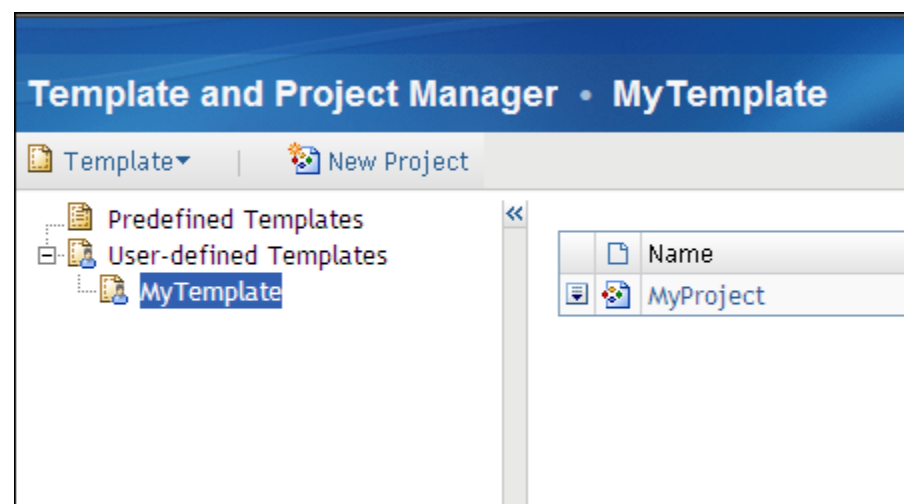 Template and Project Manager • MyTemplate
Template | New Project
Predefined Templates
User-defined Templates
MyTemplate
Name
MyProject